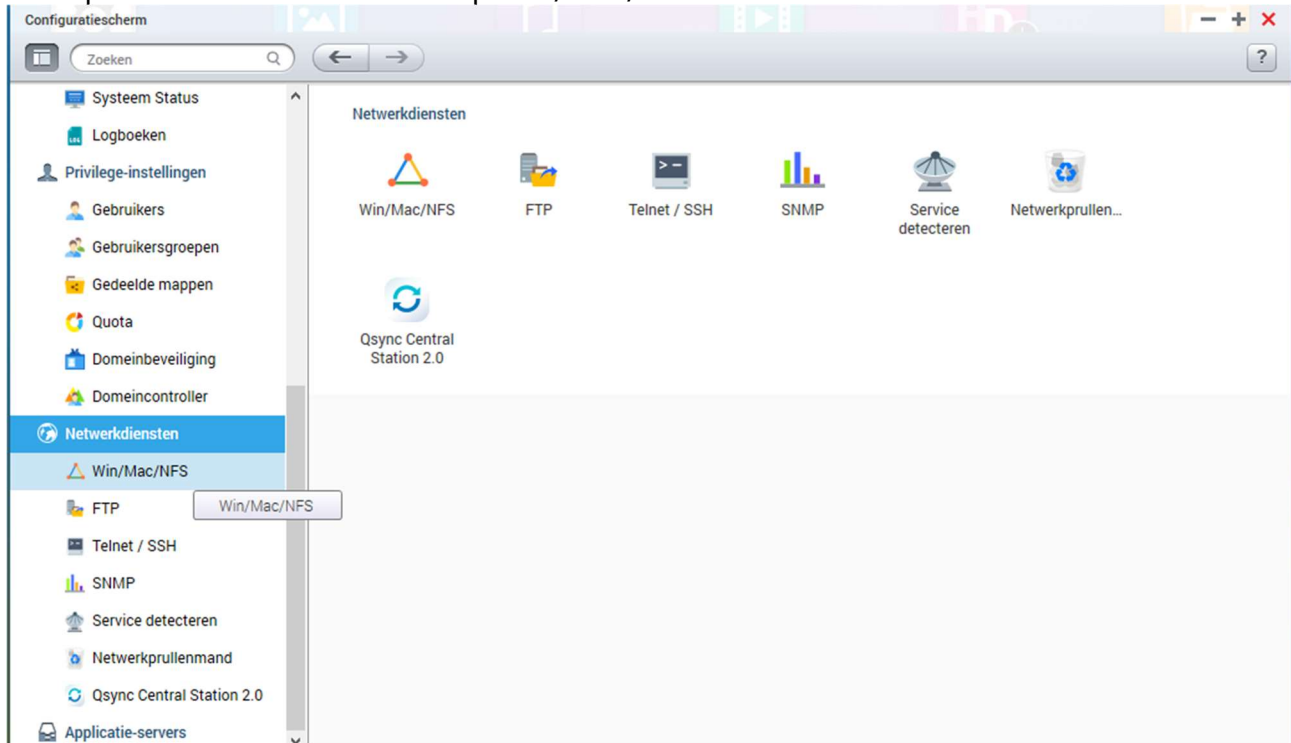 Configuratiescherm
Zoeken
?
Systeem Status
Logboeken
Privilege-instellingen
Gebruikers
Gebruikersgroepen
Gedeelde mappen
Quota
Domeinbeveiliging
Domeincontroller
Netwerkdiensten
Win/Mac/NFS
FTP
Win/Mac/NFS
Telnet / SSH
SNMP
Service detecteren
Netwerkprullenmand
Qsync Central Station 2.0
Applicatie-servers
Netwerkdiensten
Win/Mac/NFS
FTP
Telnet / SSH
SNMP
Service
detecteren
Netwerkprullen...
Qsync Central
Station 2.0